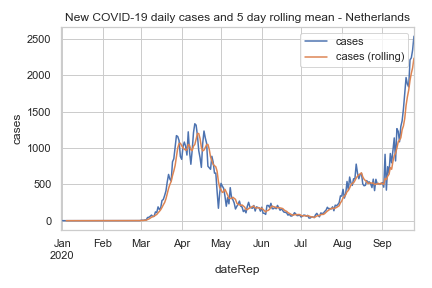 New COVID-19 daily cases and 5 day rolling mean - Netherlands
cases
cases (rolling)
2500
2000
1500
1000
500
0
cases
Jan Feb Mar Apr May Jun Jul Aug Sep
2020
dateRep